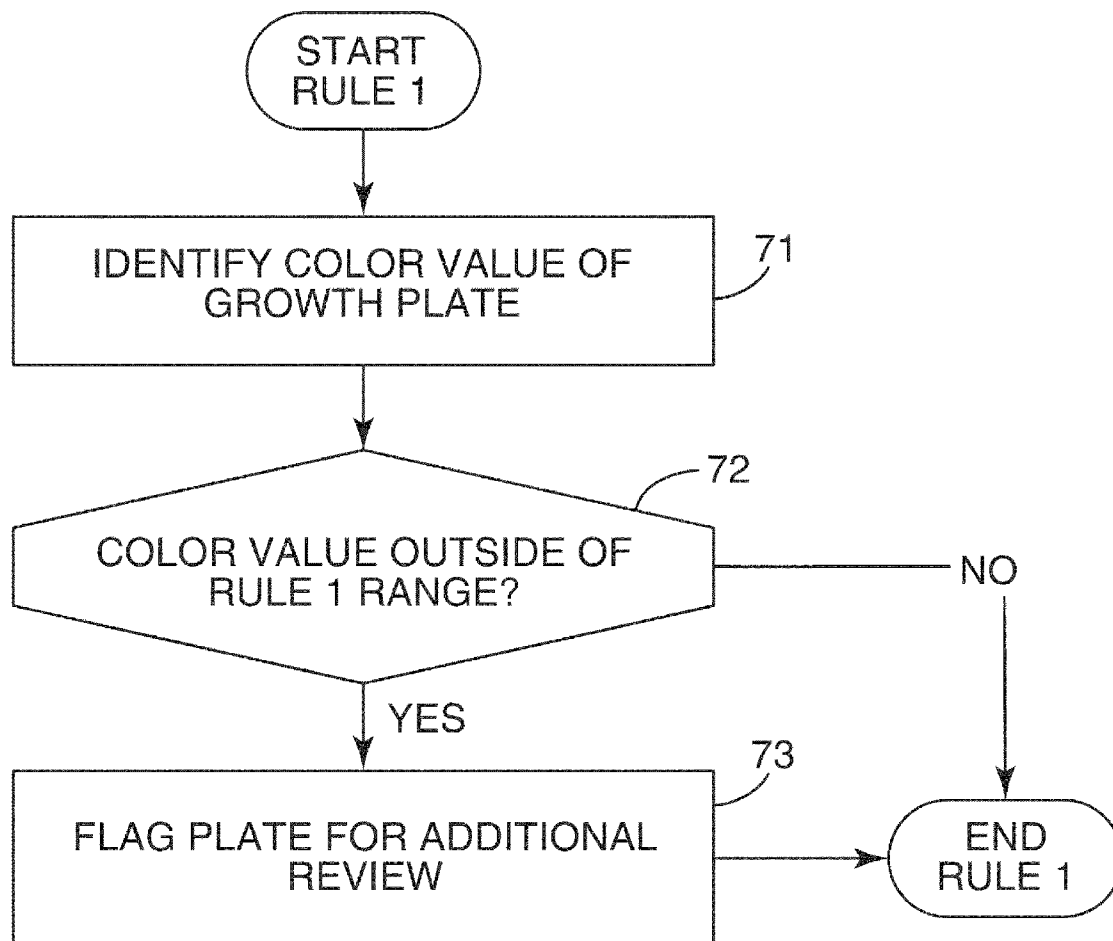 START
RULE 1
IDENTIFY COLOR VALUE OF
GROWTH PLATE
71
72
COLOR VALUE OUTSIDE OF
RULE 1 RANGE?
NO
YES
73
FLAG PLATE FOR ADDITIONAL
REVIEW
END
RULE 1